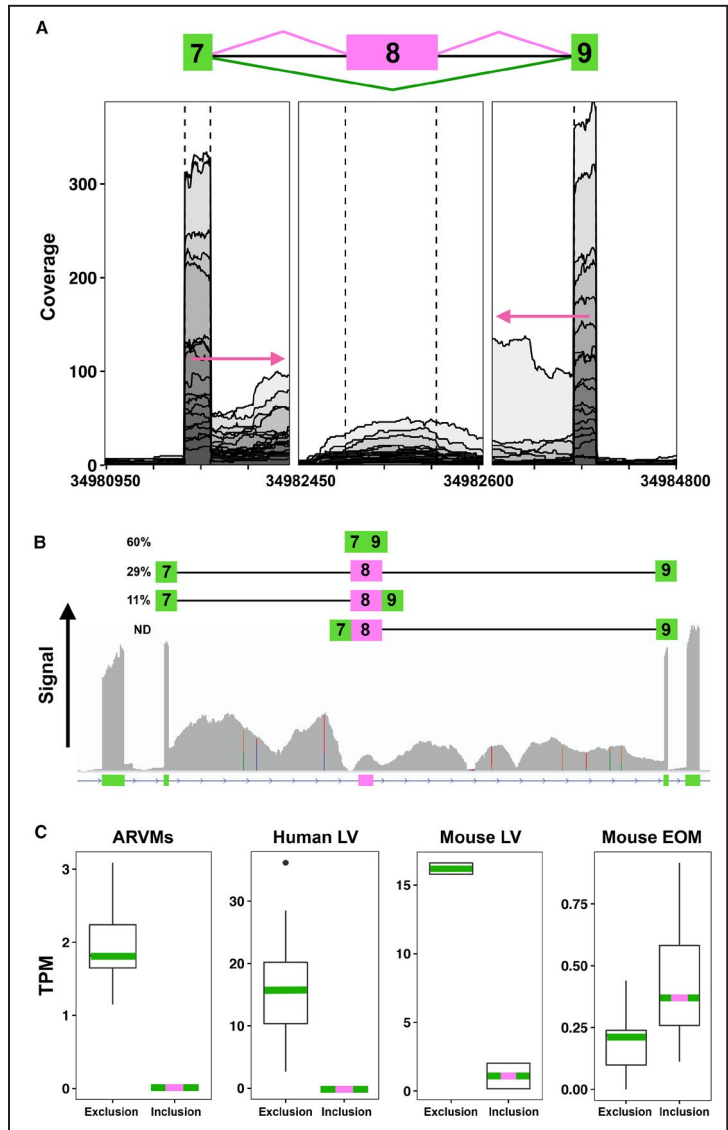 A
7 8 9
Coverage
300
200
100
0
34980950 34982450 34982600 34984800
B
60% 7 9
29% 7 8 9
11% 7 8 9
ND 7 8 9
Signal
C
ARVMs Human LV Mouse LV Mouse EOM
TPM
3
2
1
0
30
20
10
0
15
10
5
0
0.75
0.50
0.25
0.00
Exclusion Inclusion Exclusion Inclusion Exclusion Inclusion Exclusion Inclusion